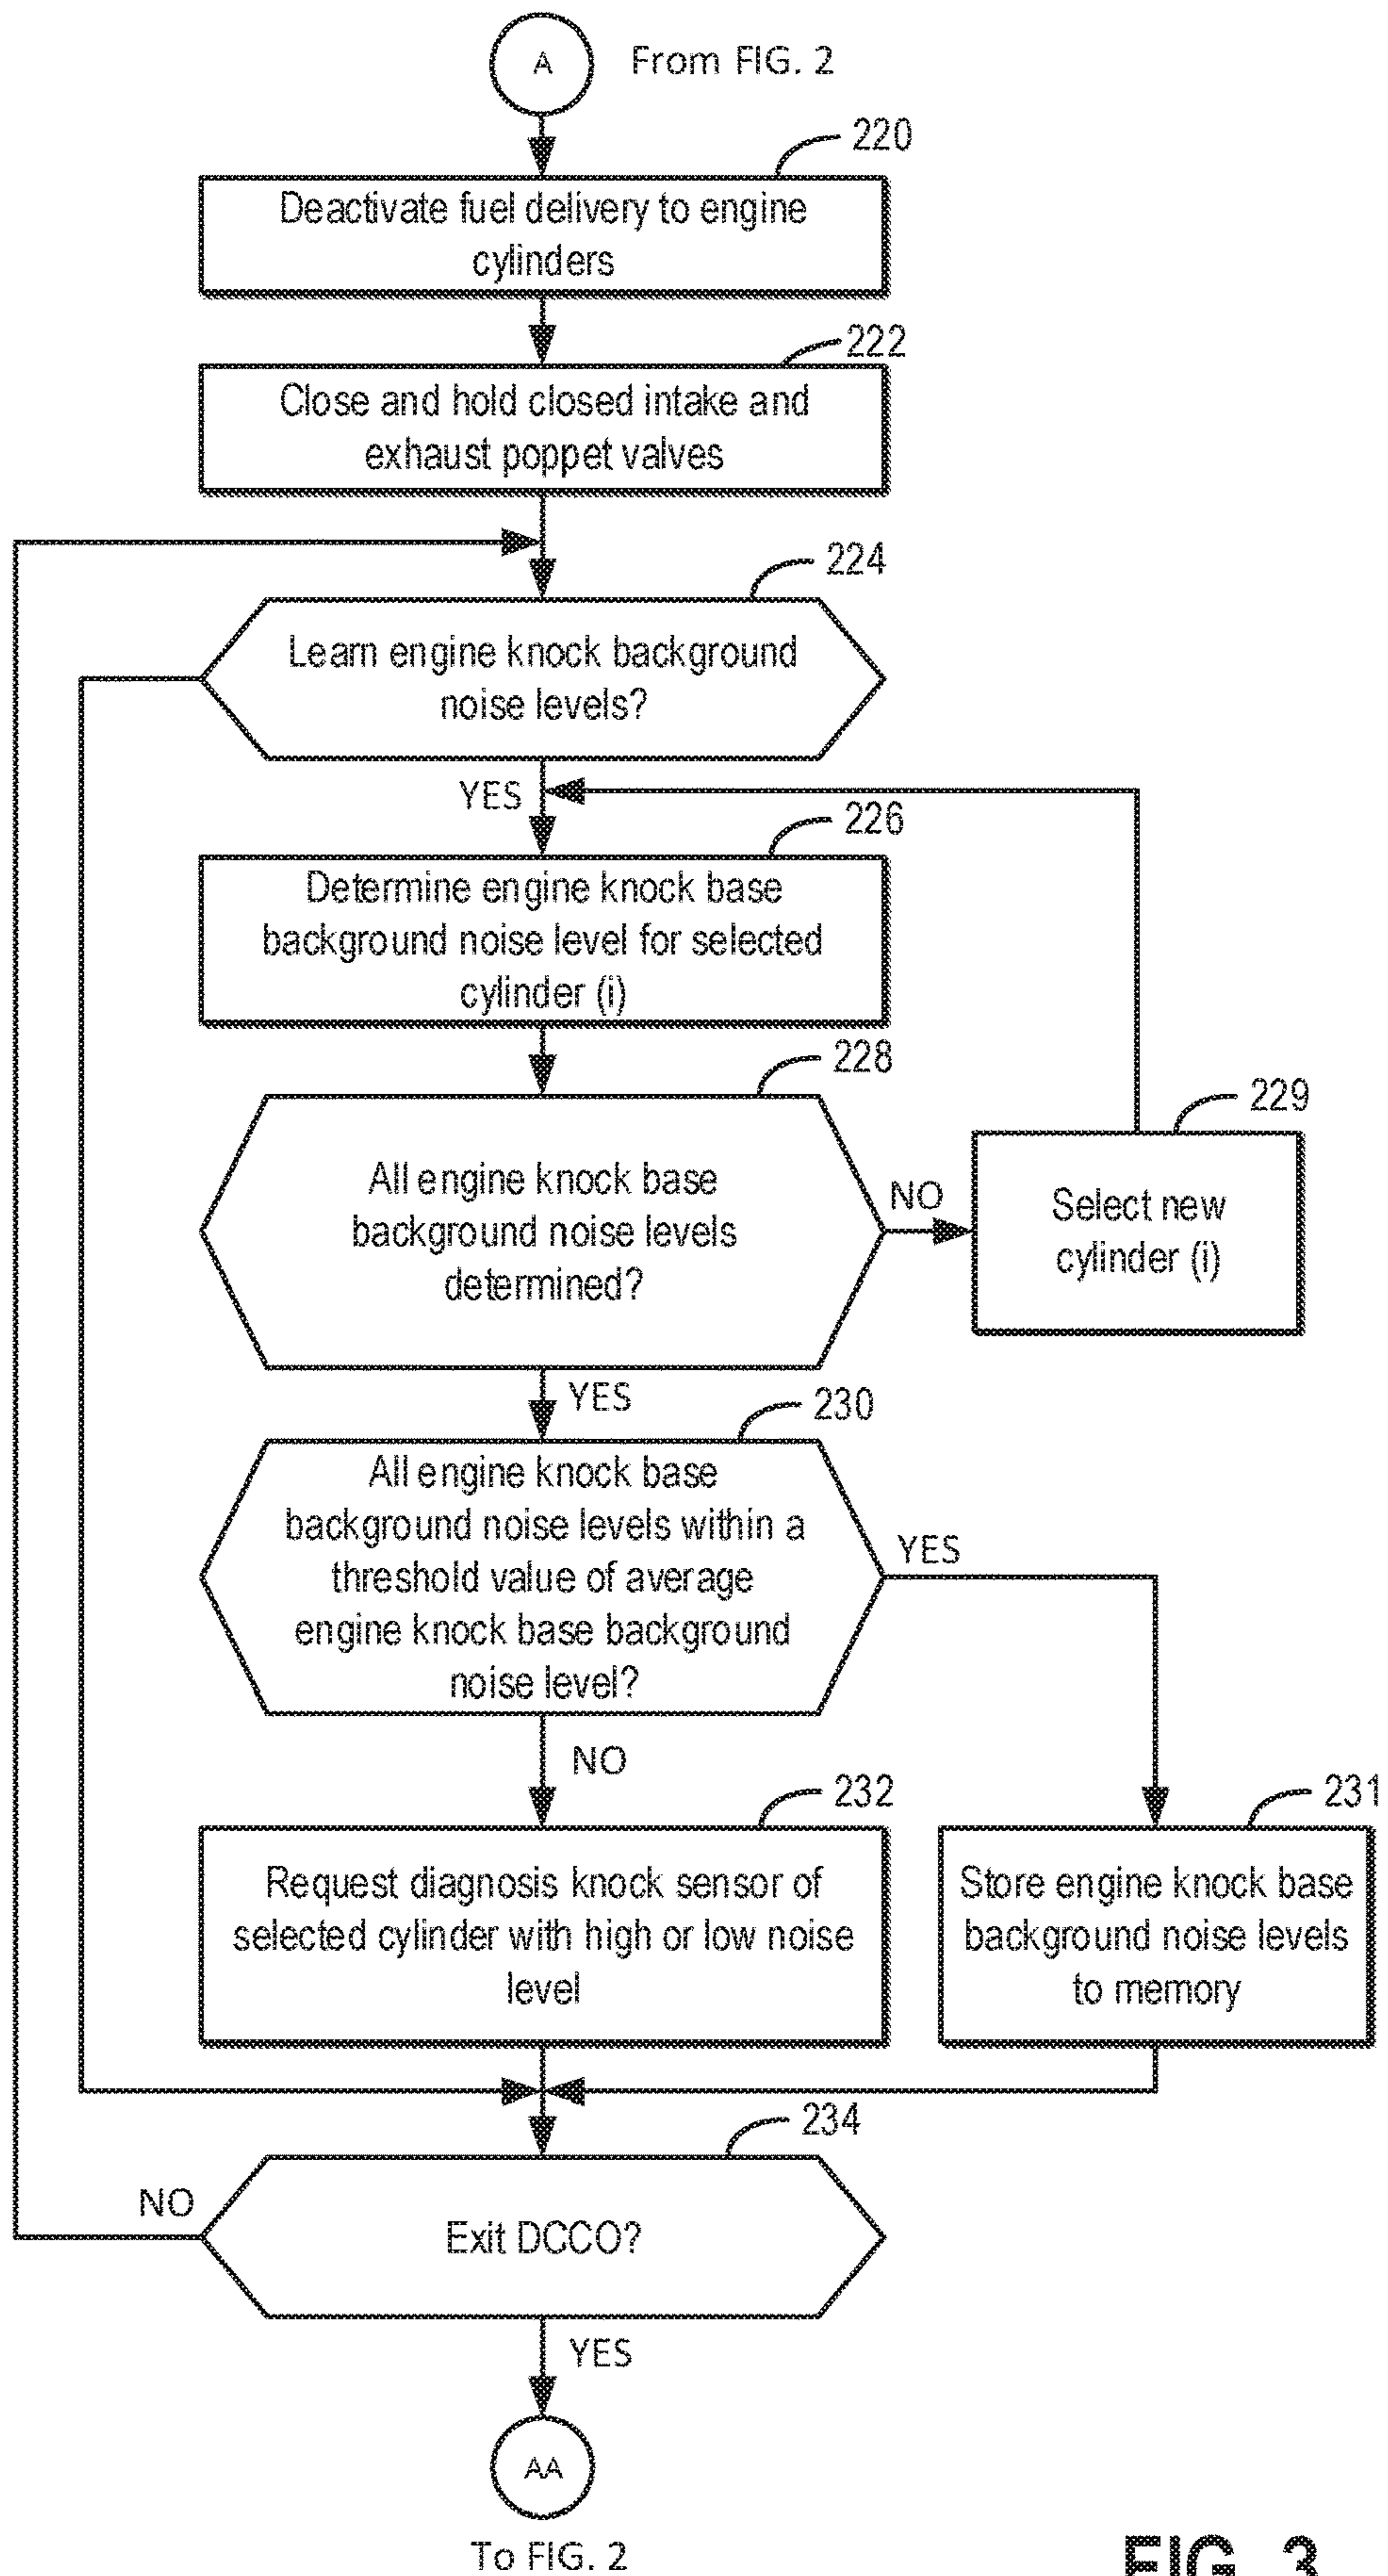 A
From FIG. 2
220
Deactivate fuel delivery to engine
cylinders
222
Close and hold closed intake and
exhaust poppet valves
224
Learn engine knock background
noise levels?
YES
226
Determine engine knock base
background noise level for selected
cylinder (i)
228
All engine knock base
background noise levels
determined?
NO
229
Select new
cylinder (i)
YES
230
All engine knock base
background noise levels within a
threshold value of average
engine knock base background
noise level?
YES
NO
232
Request diagnosis knock sensor of
selected cylinder with high or low noise
level
231
Store engine knock base
background noise levels
to memory
234
NO
Exit DCCO?
YES
AA
To FIG. 2
FIG. 3